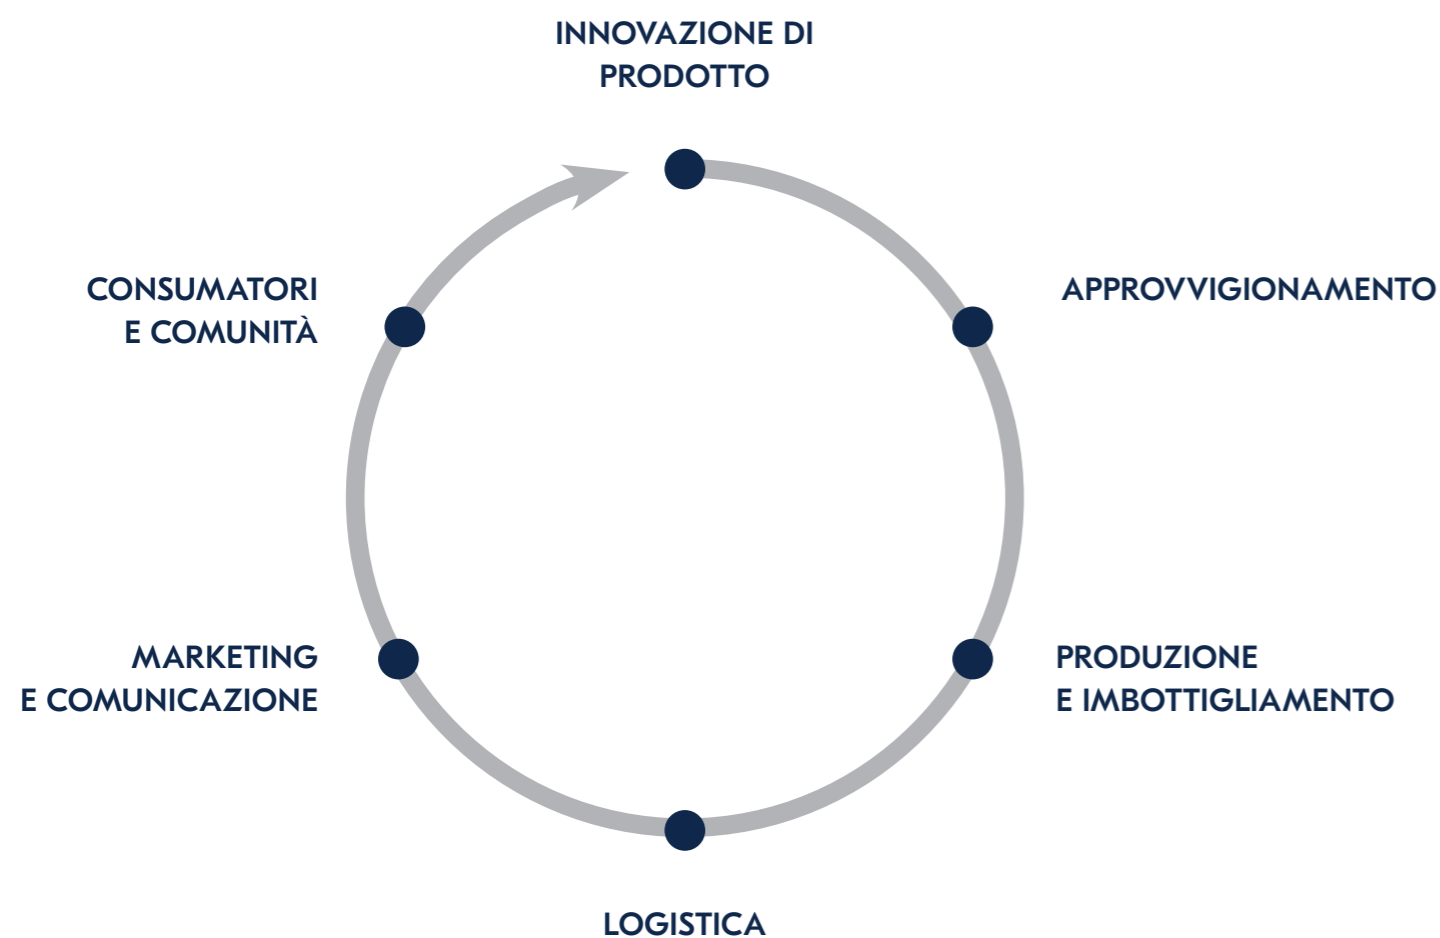 INNOVAZIONE DI
PRODOTTO
APPROVVIGIONAMENTO
PRODUZIONE
E IMBOTTIGLIAMENTO
LOGISTICA
MARKETING
E COMUNICAZIONE
CONSUMATORI
E COMUNITÀ